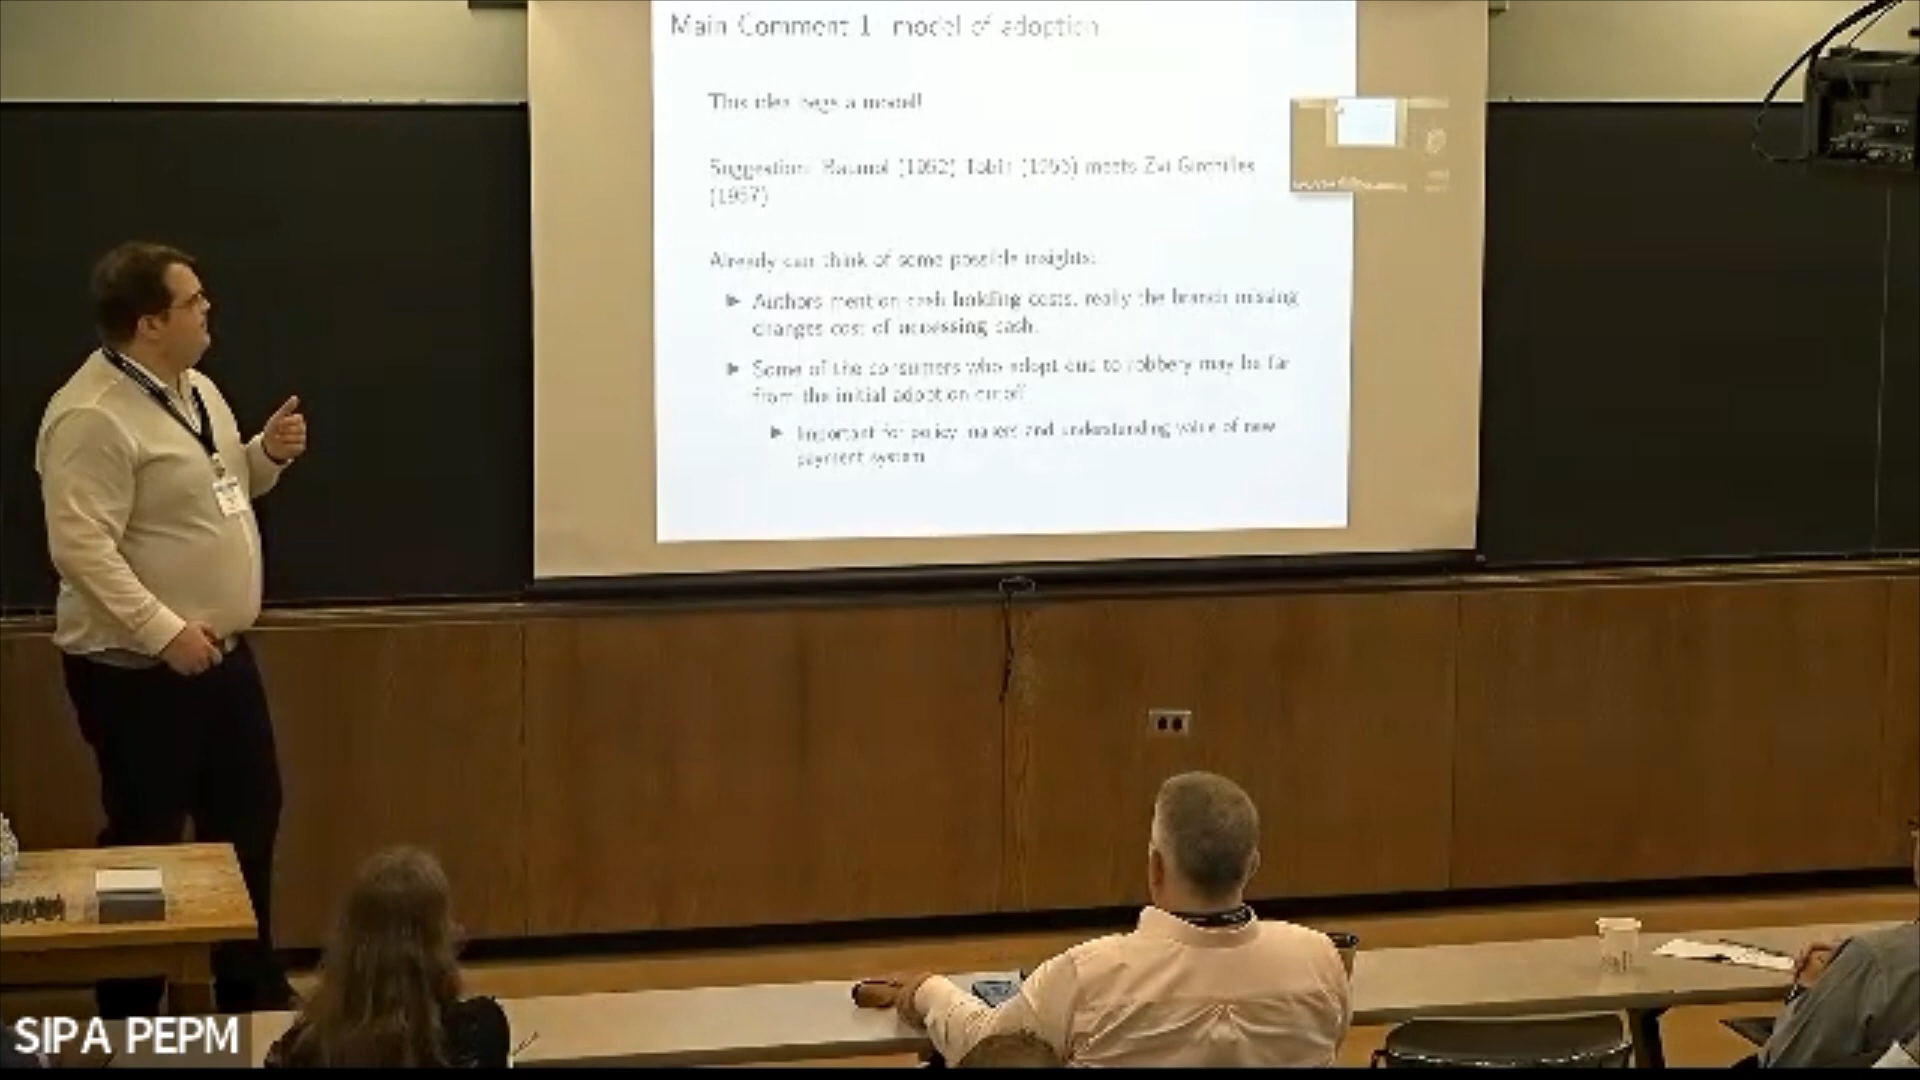 Main Comment 1: model of adoption
This idea begs a model!
Suggestion: Baumol (1952) Tobin (1956) meets Zvi Griliches
(1957)
Already can think of some possible insights:
Authors mention cash holding costs, really the branch missing
changes cost of accessing cash.
Some of the consumers who adopt due to robbery may be far
from the initial adoption cutoff
Important for policy makers and understanding value of new
payment system
SIPA PEPM